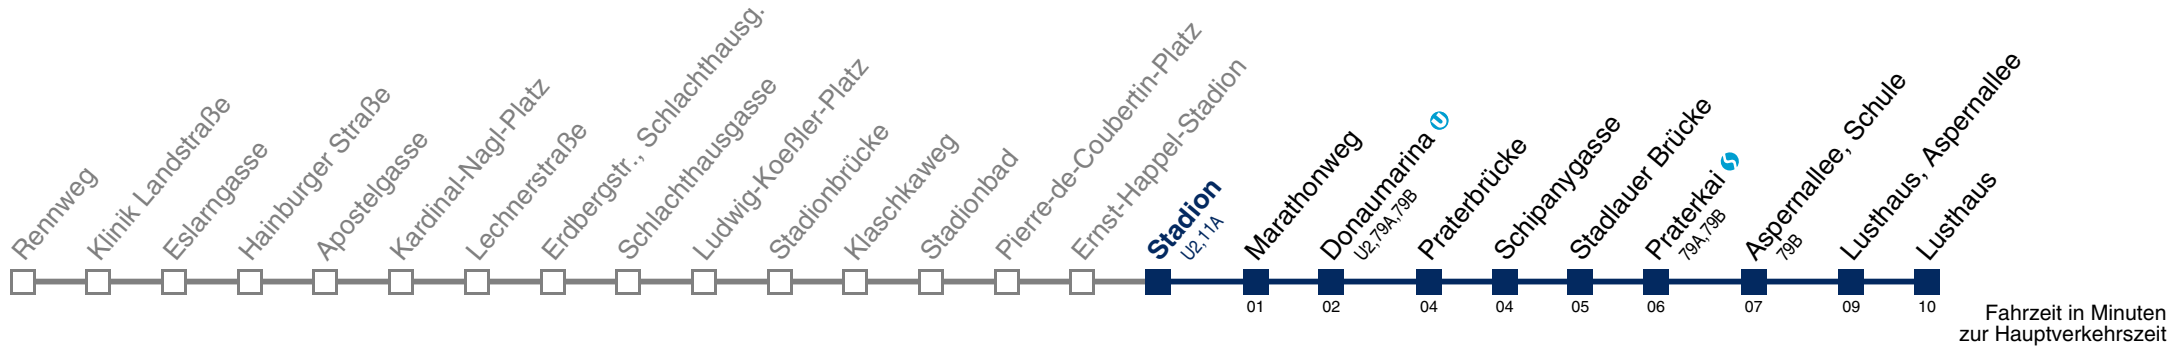 Rennweg
Klinik Landstraße
Eslarngasse
Hainburger Straße
Apostelgasse
Kardinal-Nagl-Platz
Lechnerstraße
Erdbergstr., Schlachthausg.
Schlachthausgasse
Ludwig-Koeßler-Platz
Stadionbrücke
Klaschkaweg
Stadionbad
Pierre-de-Coubertin-Platz
Ernst-Happel-Stadion
Stadion
U2,11A
Marathonweg
Donaumarina U
U2,79A,79B
Praterbrücke
Schipanygasse
Stadlauer Brücke
Praterkai S
79A,79B
Aspernallee, Schule
79B
Lusthaus, Aspernallee
Lusthaus
01 02 04 04 05 06 07 09 10
Fahrzeit in Minuten
zur Hauptverkehrszeit